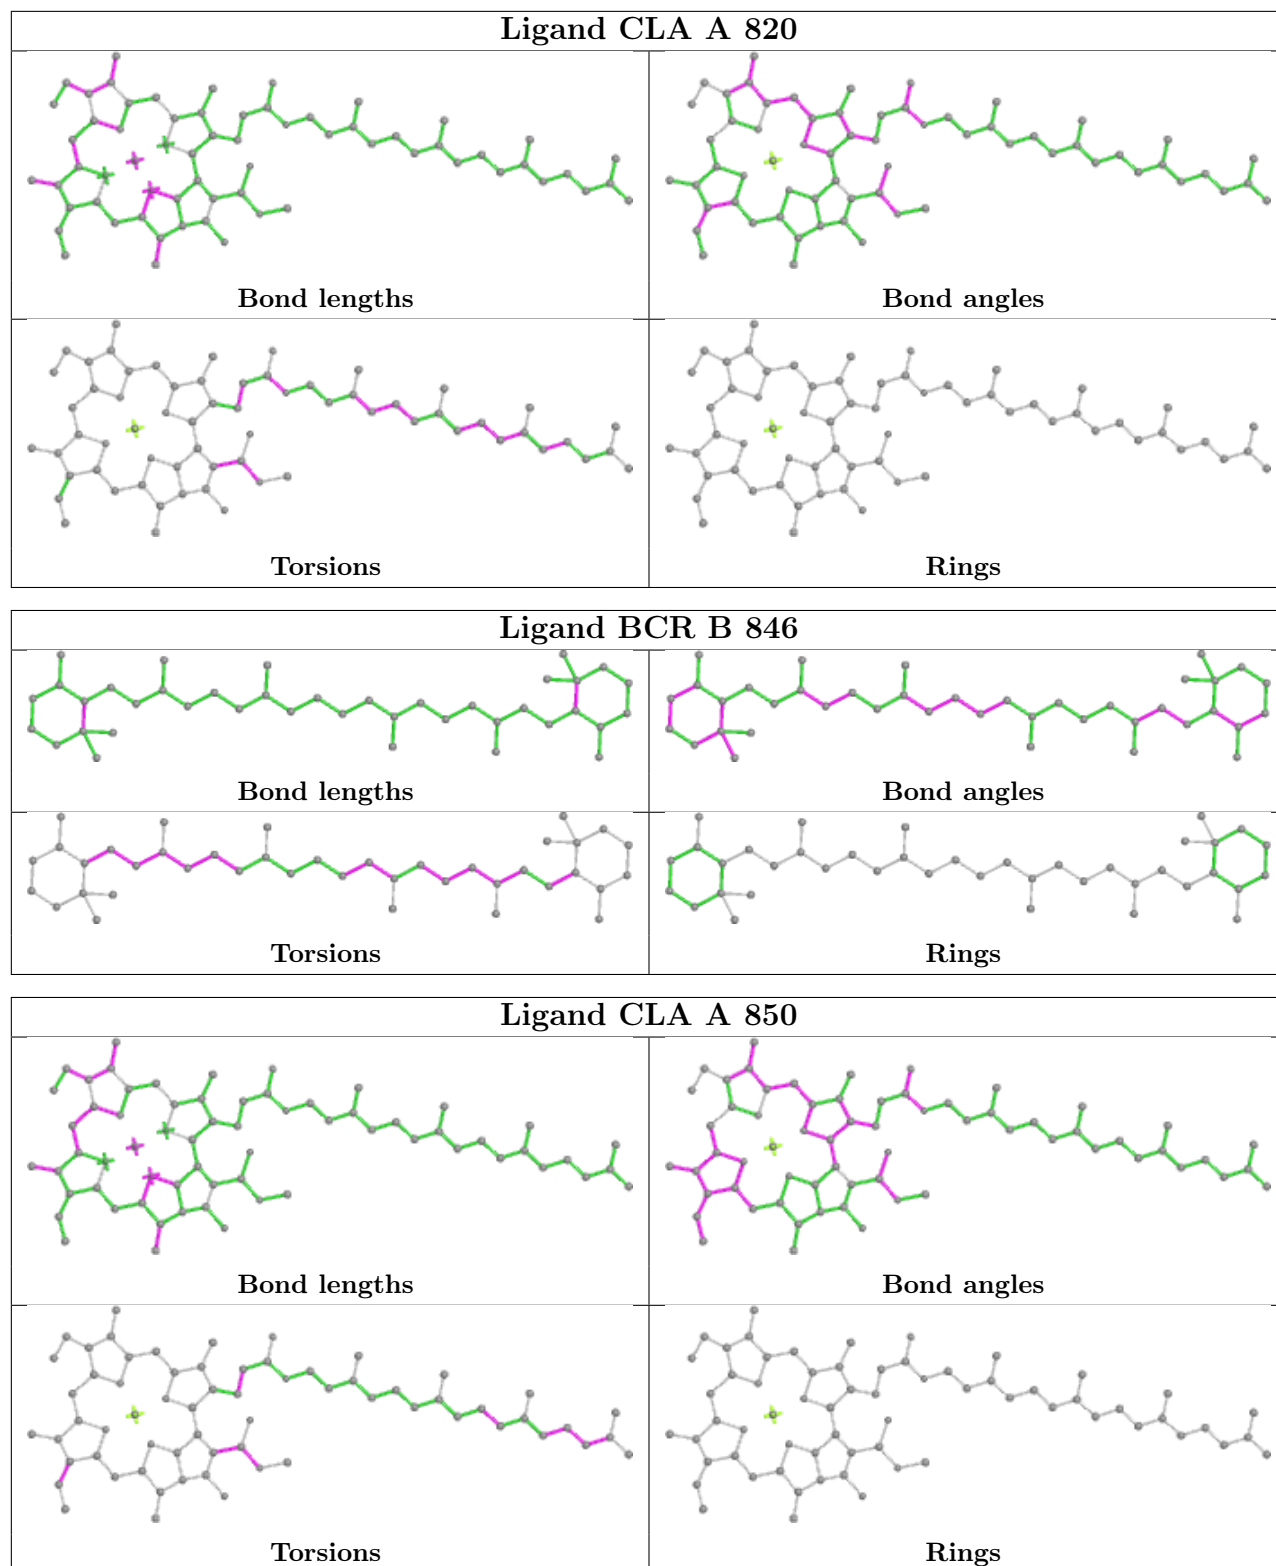 Ligand CLA A 820
Bond lengths
Bond angles
Torsions
Rings
Ligand BCR B 846
Bond lengths
Bond angles
Torsions
Rings
Ligand CLA A 850
Bond lengths
Bond angles
Torsions
Rings